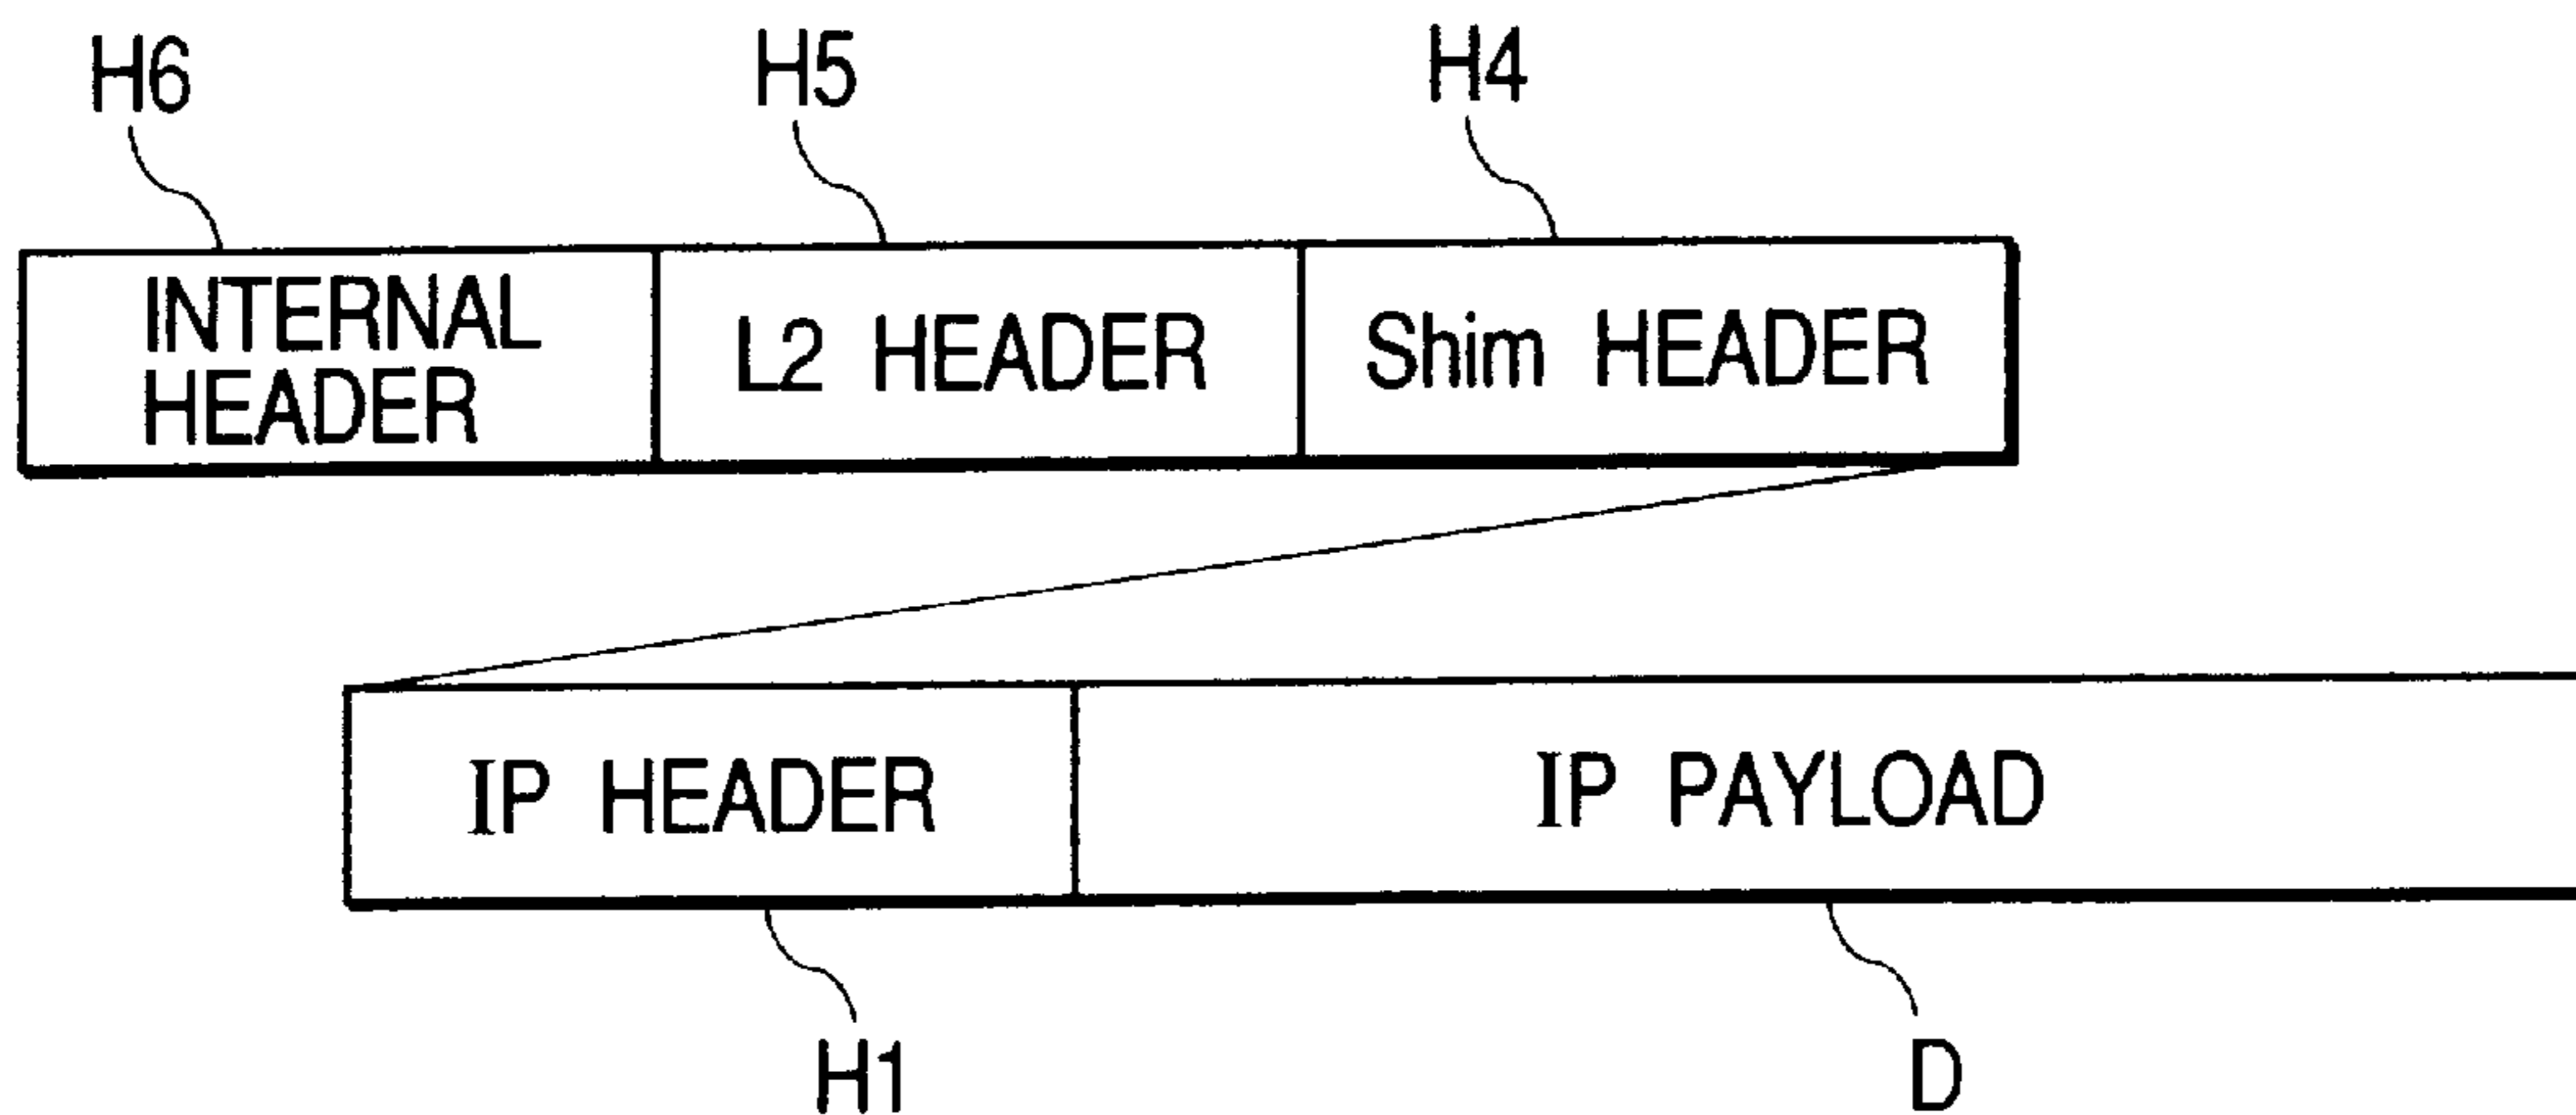 H6
H5
H4
INTERNAL
HEADER
L2 HEADER
Shim HEADER
IP HEADER
IP PAYLOAD
H1
D